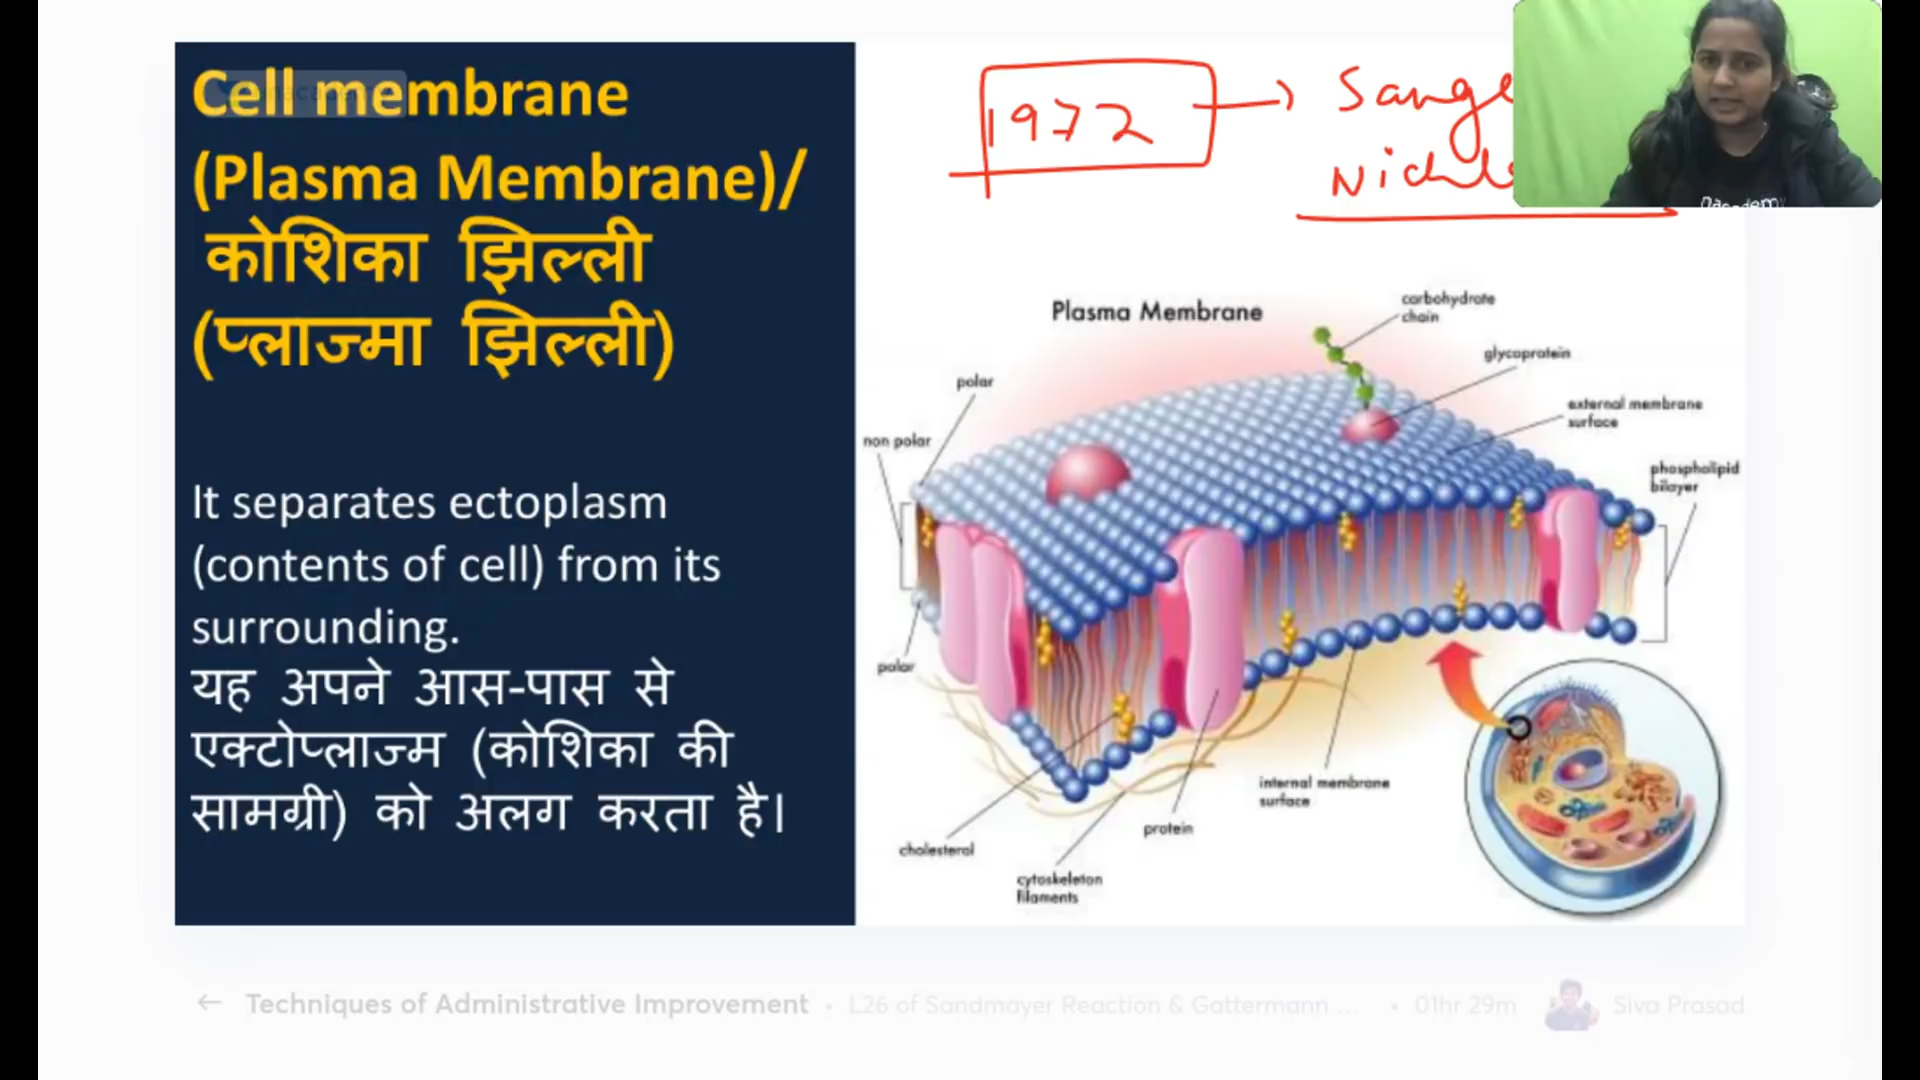 Cell membrane
(Plasma Membrane)/
कोशिका झिल्ली
(प्लाज्मा झिल्ली)
It separates ectoplasm
(contents of cell) from its
surrounding.
यह अपने आस-पास से
एक्टोप्लाज्म (कोशिका की
सामग्री) को अलग करता है।
1972 →
Plasma Membrane
carbohydrate
chain
glycoprotein
polar
external membrane
surface
non polar
phospholipid
bilayer
polar
internal membrane
surface
protein
cholesterol
cytoskeleton
filaments
← Techniques of Administrative Improvement • L26 of Sandmayer Reaction & Gattermann ... • 01hr 29m Siva Prasad